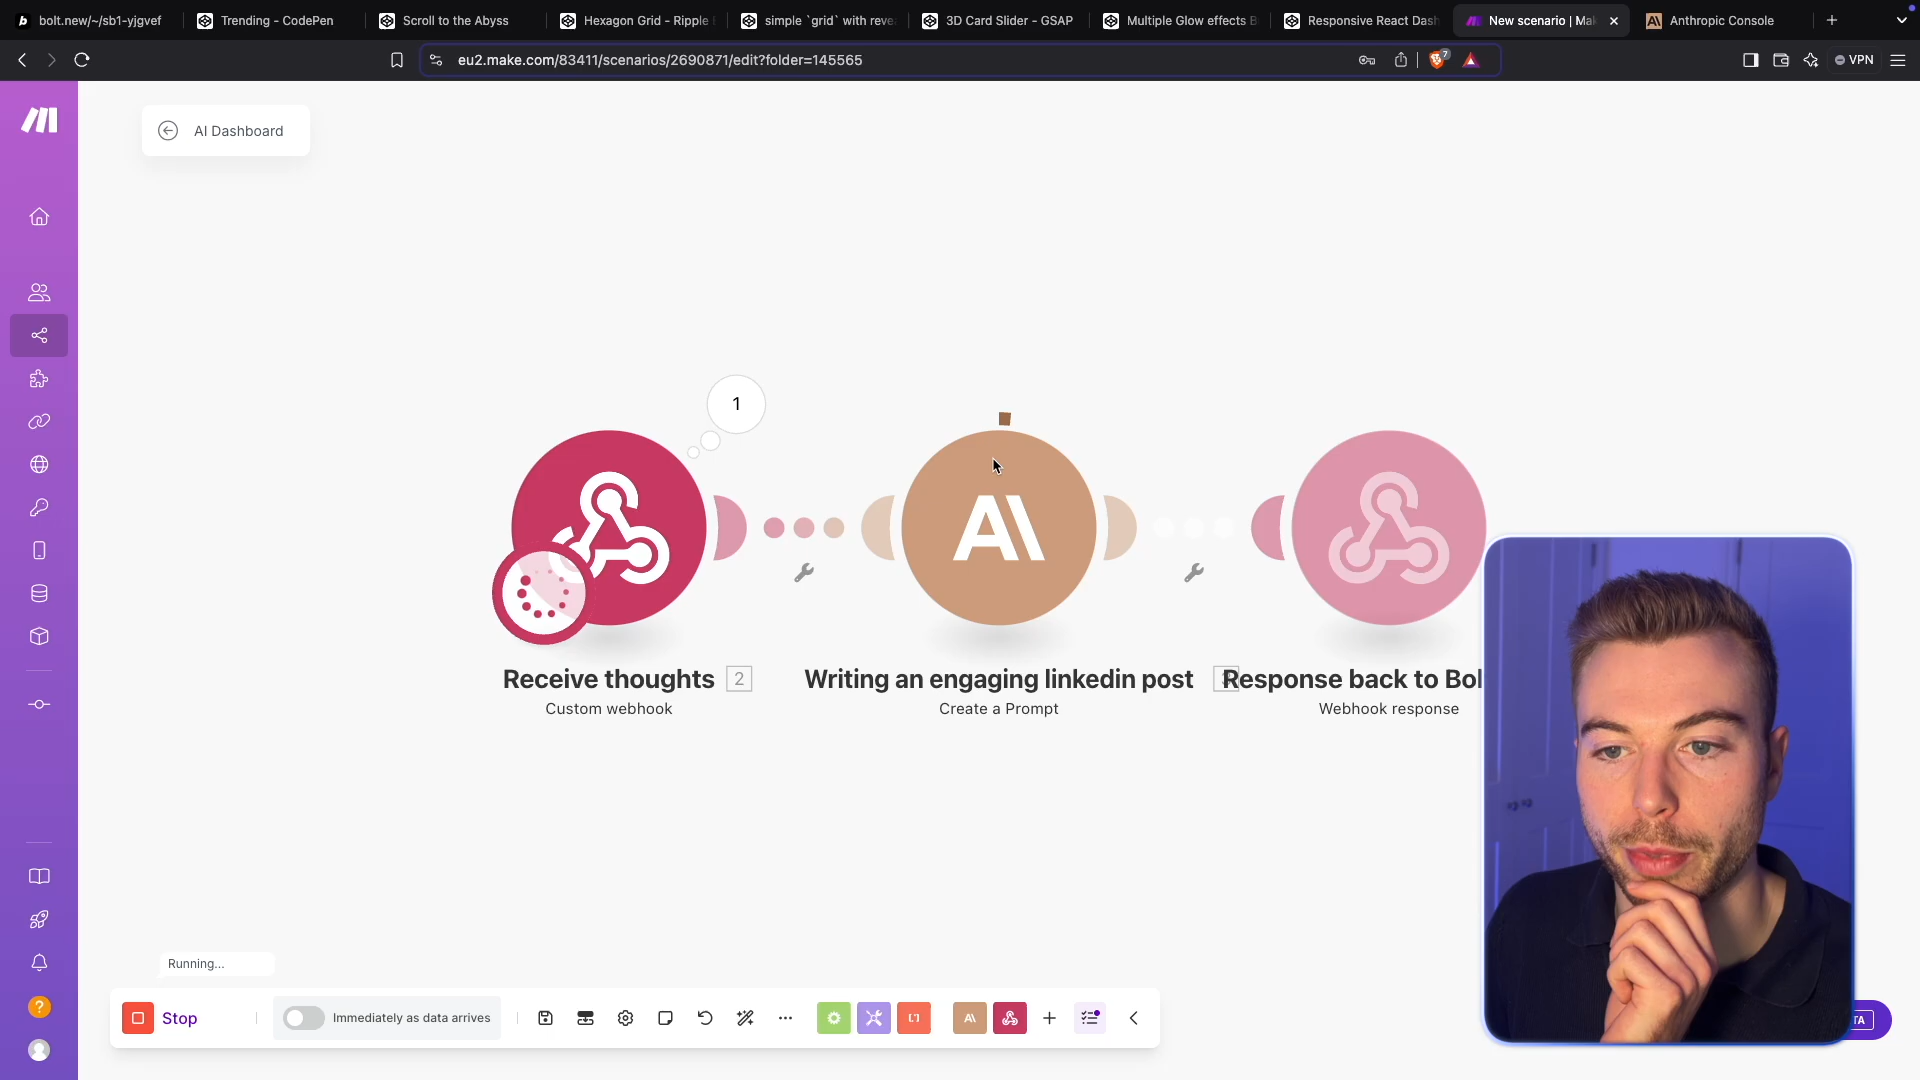 bolt.new/~/sb1-yjgvef
Trending - CodePen
Scroll to the Abyss
Hexagon Grid - Ripple
simple `grid` with reve
3D Card Slider - GSAP
Multiple Glow effects B
Responsive React Dash
New scenario | Mak
Anthropic Console
eu2.make.com/83411/scenarios/2690871/edit?folder=145565
7
VPN
AI Dashboard
1
Receive thoughts 2
Custom webhook
Writing an engaging linkedin post
Create a Prompt
Response back to Bol
Webhook response
Running...
Stop
Immediately as data arrives
?
TA